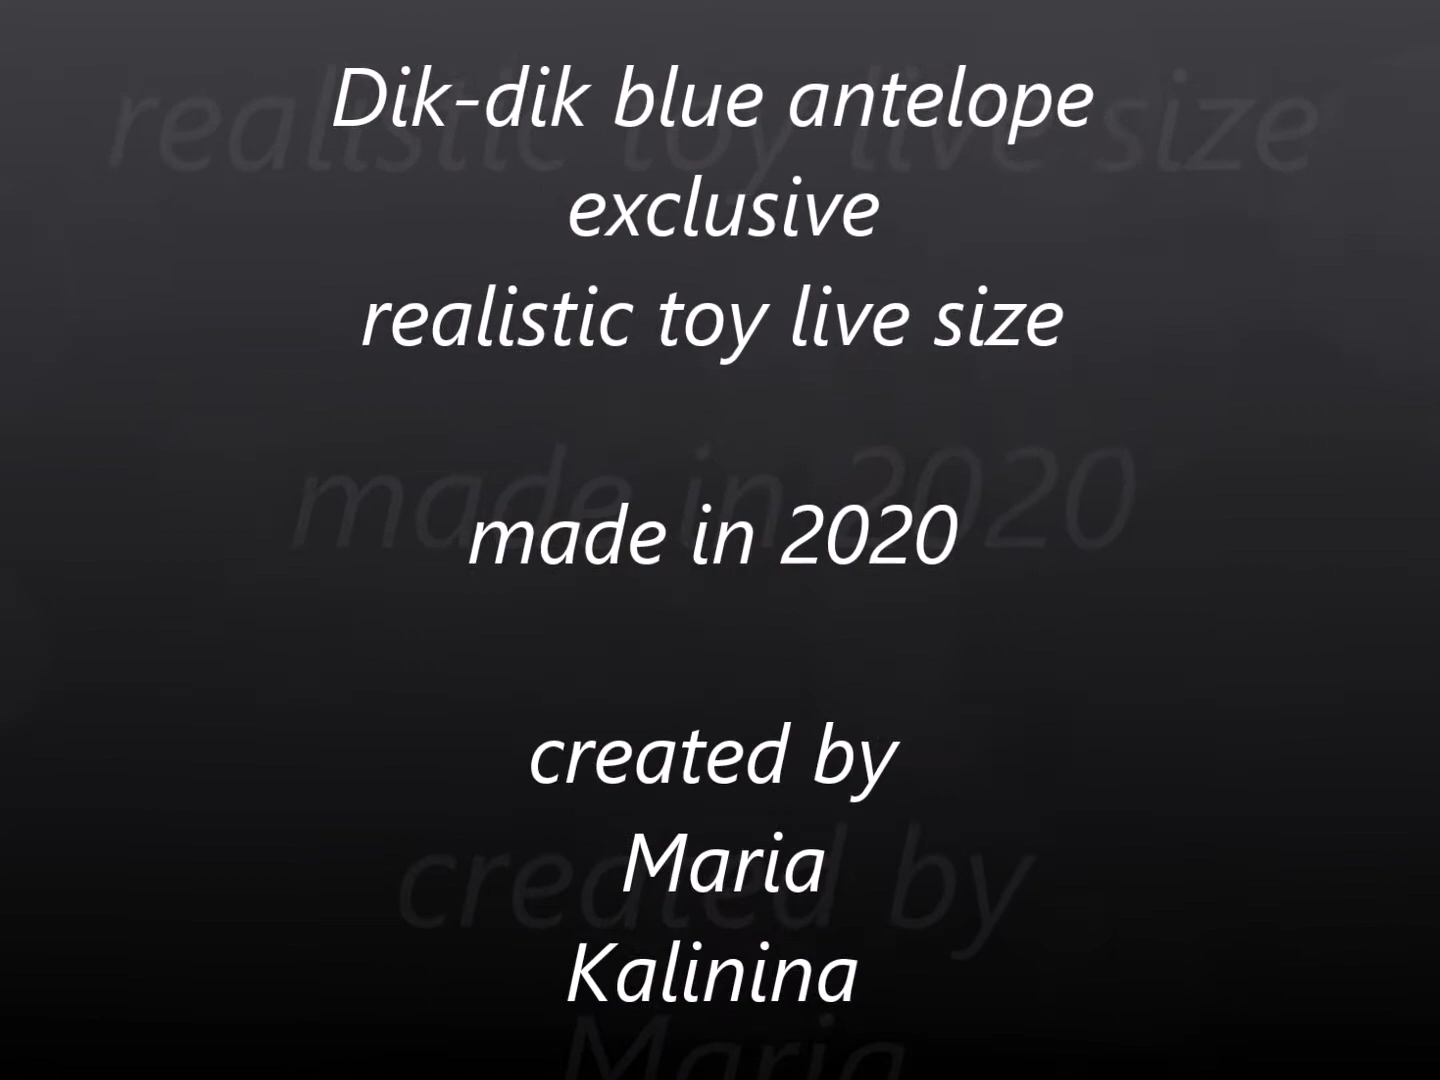 Dik-dik blue antelope
exclusive
realistic toy live size
made in 2020
created by
Maria
Kalinina